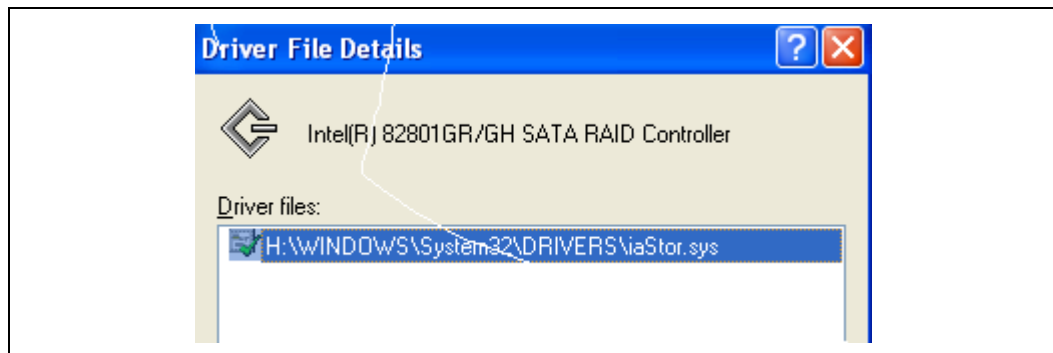 Driver File Details
Intel(R) 82801GR/GH SATA RAID Controller
Driver files:
H:\WINDOWS\System32\DRIVERS\iaStor.sys